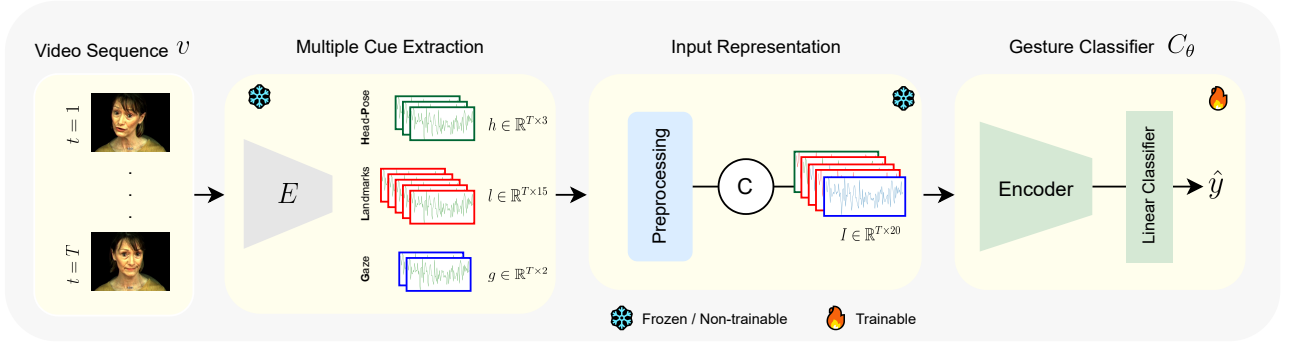 Video Sequence v
Multiple Cue Extraction
Input Representation
Gesture Classifier C_θ
t = 1
.
.
.
t = T
E
Head-Pose
h ∈ ℝ^{T×3}
Landmarks
l ∈ ℝ^{T×15}
Gaze
g ∈ ℝ^{T×2}
Preprocessing
C
I ∈ ℝ^{T×20}
Encoder
Linear Classifier
ŷ
Frozen / Non-trainable
Trainable